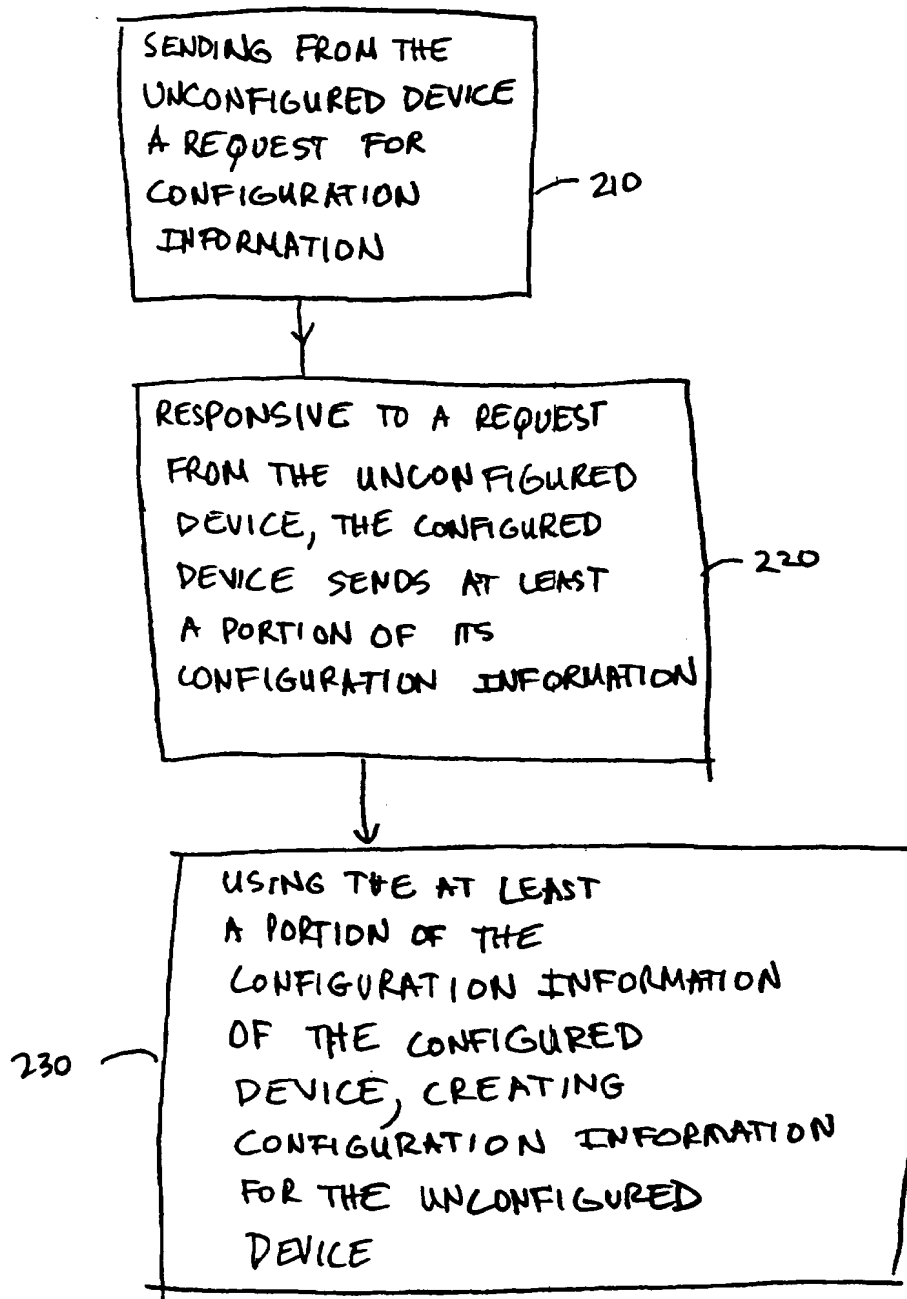 SENDING FROM THE
UNCONFIGURED DEVICE
A REQUEST FOR
CONFIGURATION
INFORMATION
210
RESPONSIVE TO A REQUEST
FROM THE UNCONFIGURED
DEVICE, THE CONFIGURED
DEVICE SENDS AT LEAST
A PORTION OF ITS
CONFIGURATION INFORMATION
220
USING THE AT LEAST
A PORTION OF THE
CONFIGURATION INFORMATION
OF THE CONFIGURED
DEVICE, CREATING
CONFIGURATION INFORMATION
FOR THE UNCONFIGURED
DEVICE
230